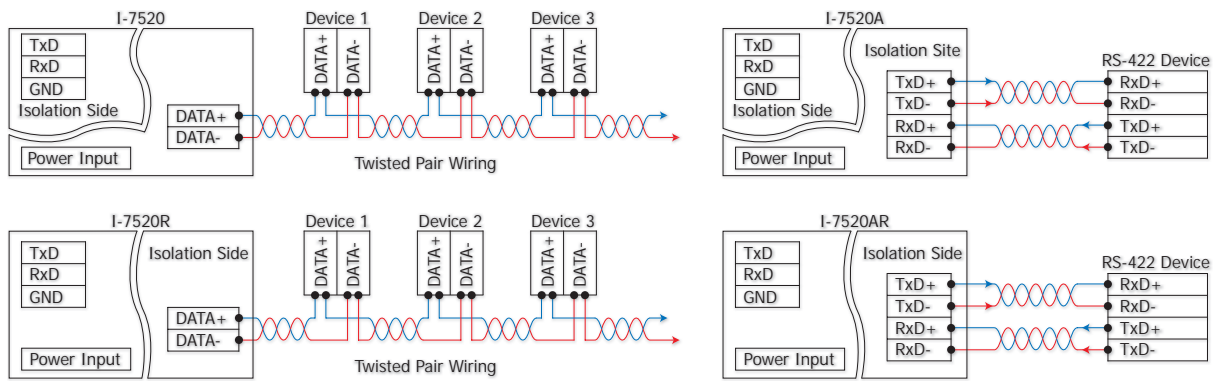 I-7520
TxD
RxD
GND
Isolation Side
Power Input
DATA+
DATA-
Device 1
DATA+
DATA-
Device 2
DATA+
DATA-
Device 3
DATA+
DATA-
Twisted Pair Wiring
I-7520A
TxD
RxD
GND
Isolation Side
Power Input
Isolation Site
TxD+
TxD-
RxD+
RxD-
RS-422 Device
RxD+
RxD-
TxD+
TxD-
I-7520R
TxD
RxD
GND
Power Input
Isolation Side
DATA+
DATA-
Device 1
DATA+
DATA-
Device 2
DATA+
DATA-
Device 3
DATA+
DATA-
Twisted Pair Wiring
I-7520AR
TxD
RxD
GND
Power Input
Isolation Side
TxD+
TxD-
RxD+
RxD-
RS-422 Device
RxD+
RxD-
TxD+
TxD-